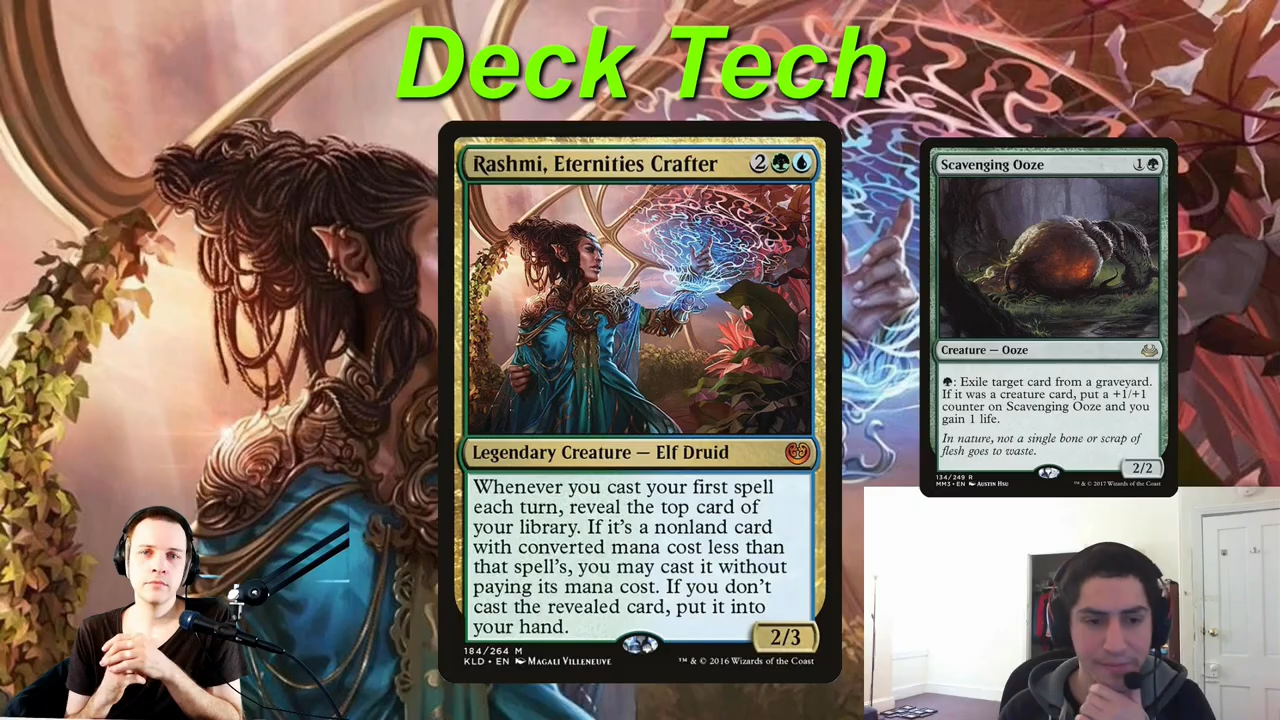 Deck Tech
Rashmi, Eternities Crafter 2
Legendary Creature — Elf Druid
Whenever you cast your first spell
each turn, reveal the top card of
your library. If it's a nonland card
with converted mana cost less than
that spell's, you may cast it without
paying its mana cost. If you don't
cast the revealed card, put it into
your hand.
2/3
184/264 M
KLD • EN MAGALI VILLENEUVE ™ & © 2016 Wizards of the Coast
Scavenging Ooze 1
Creature — Ooze
: Exile target card from a graveyard.
If it was a creature card, put a +1/+1
counter on Scavenging Ooze and you
gain 1 life.
In nature, not a single bone or scrap of
flesh goes to waste.
2/2
134/249 R
MM3 • EN AUSTIN HSU ™ & © 2017 Wizards of the Coast